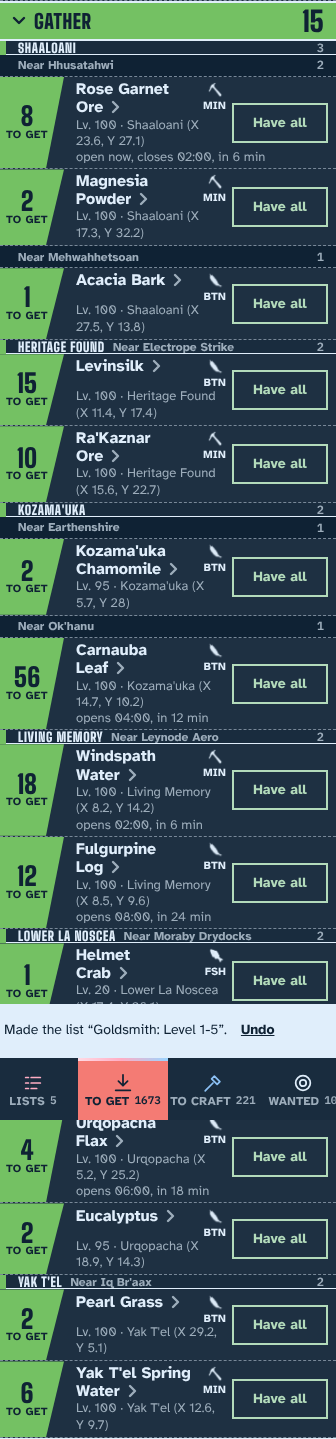 GATHER 15
SHAALOANI 3
Near Hhusatahwi 2
8 TO GET
Rose Garnet Ore
MIN
Lv. 100 · Shaaloani (X 23.6, Y 27.1)
open now, closes 02:00, in 6 min
Have all
2 TO GET
Magnesia Powder
MIN
Lv. 100 · Shaaloani (X 17.3, Y 32.2)
Have all
Near Mehwahhetsoan 1
1 TO GET
Acacia Bark
BTN
Lv. 100 · Shaaloani (X 27.5, Y 13.8)
Have all
HERITAGE FOUND Near Electrope Strike 2
15 TO GET
Levinsilk
BTN
Lv. 100 · Heritage Found (X 11.4, Y 17.4)
Have all
10 TO GET
Ra'Kaznar Ore
MIN
Lv. 100 · Heritage Found (X 15.6, Y 22.7)
Have all
KOZAMA'UKA 2
Near Earthenshire 1
2 TO GET
Kozama'uka Chamomile
BTN
Lv. 95 · Kozama'uka (X 5.7, Y 28)
Have all
Near Ok'hanu 1
56 TO GET
Carnauba Leaf
BTN
Lv. 100 · Kozama'uka (X 14.7, Y 10.2)
opens 04:00, in 12 min
Have all
LIVING MEMORY Near Leynode Aero 2
18 TO GET
Windspath Water
MIN
Lv. 100 · Living Memory (X 8.2, Y 14.2)
opens 02:00, in 6 min
Have all
12 TO GET
Fulgurpine Log
BTN
Lv. 100 · Living Memory (X 8.5, Y 9.6)
opens 08:00, in 24 min
Have all
LOWER LA NOSCEA Near Moraby Drydocks 2
1 TO GET
Helmet Crab
FSH
Lv. 20 · Lower La Noscea
Have all
Made the list “Goldsmith: Level 1-5”. Undo
LISTS 5
TO GET 1673
TO CRAFT 221
WANTED 10
4 TO GET
Urqopacha Flax
BTN
Lv. 100 · Urqopacha (X 5.2, Y 25.2)
opens 06:00, in 18 min
Have all
2 TO GET
Eucalyptus
BTN
Lv. 95 · Urqopacha (X 18.9, Y 14.3)
Have all
YAK T'EL Near Iq Br'aax 2
2 TO GET
Pearl Grass
BTN
Lv. 100 · Yak T'el (X 29.2, Y 5.1)
Have all
6 TO GET
Yak T'el Spring Water
MIN
Lv. 100 · Yak T'el (X 12.6, Y 9.7)
Have all